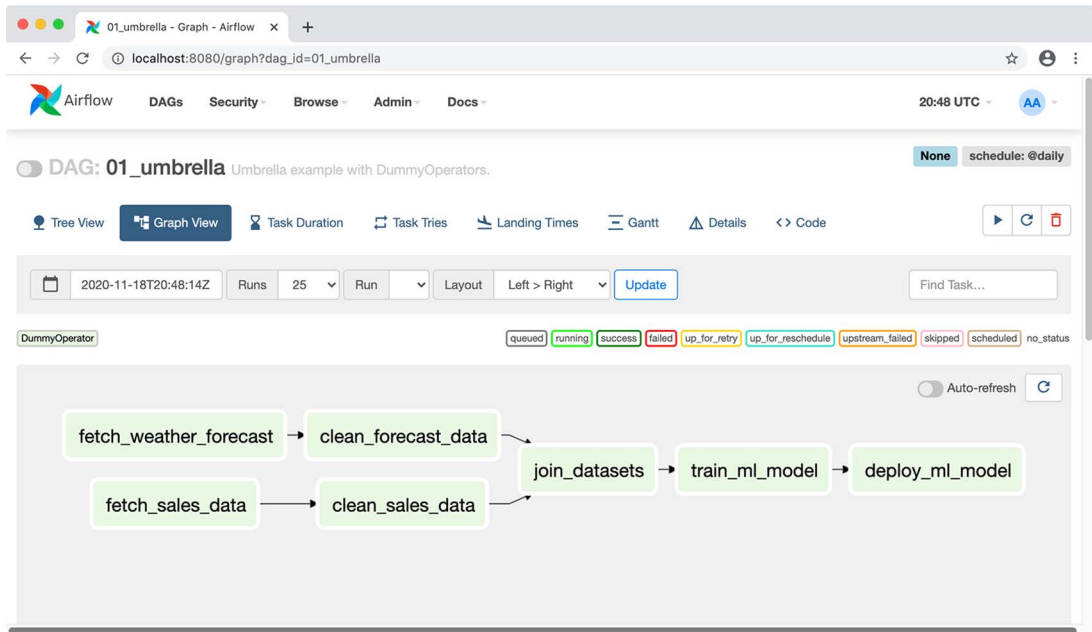 01_umbrella - Graph - Airflow
localhost:8080/graph?dag_id=01_umbrella
Airflow DAGs Security Browse Admin Docs 20:48 UTC AA
DAG: 01_umbrella Umbrella example with DummyOperators. None schedule: @daily
Tree View Graph View Task Duration Task Tries Landing Times Gantt Details <> Code
2020-11-18T20:48:14Z Runs 25 Run Layout Left > Right Update Find Task...
DummyOperator queued running success failed up_for_retry up_for_reschedule upstream_failed skipped scheduled no_status
Auto-refresh
fetch_weather_forecast clean_forecast_data
join_datasets train_ml_model deploy_ml_model
fetch_sales_data clean_sales_data